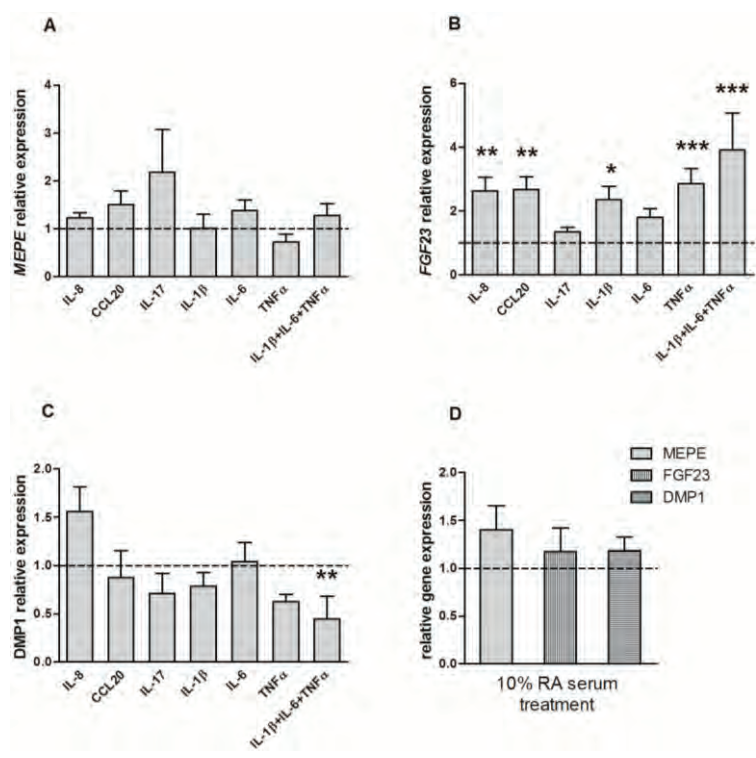 A
MEPE relative expression
4
3
2
1
0
IL-8
CCL20
IL-17
IL-1β
IL-6
TNFα
IL-1β+IL-6+TNFα
B
FGF23 relative expression
6
4
2
0
**
**
*
***
***
IL-8
CCL20
IL-17
IL-1β
IL-6
TNFα
IL-1β+IL-6+TNFα
C
DMP1 relative expression
2.0
1.5
1.0
0.5
0.0
**
IL-8
CCL20
IL-17
IL-1β
IL-6
TNFα
IL-1β+IL-6+TNFα
D
MEPE
FGF23
DMP1
relative gene expression
2.0
1.5
1.0
0.5
0.0
10% RA serum
treatment